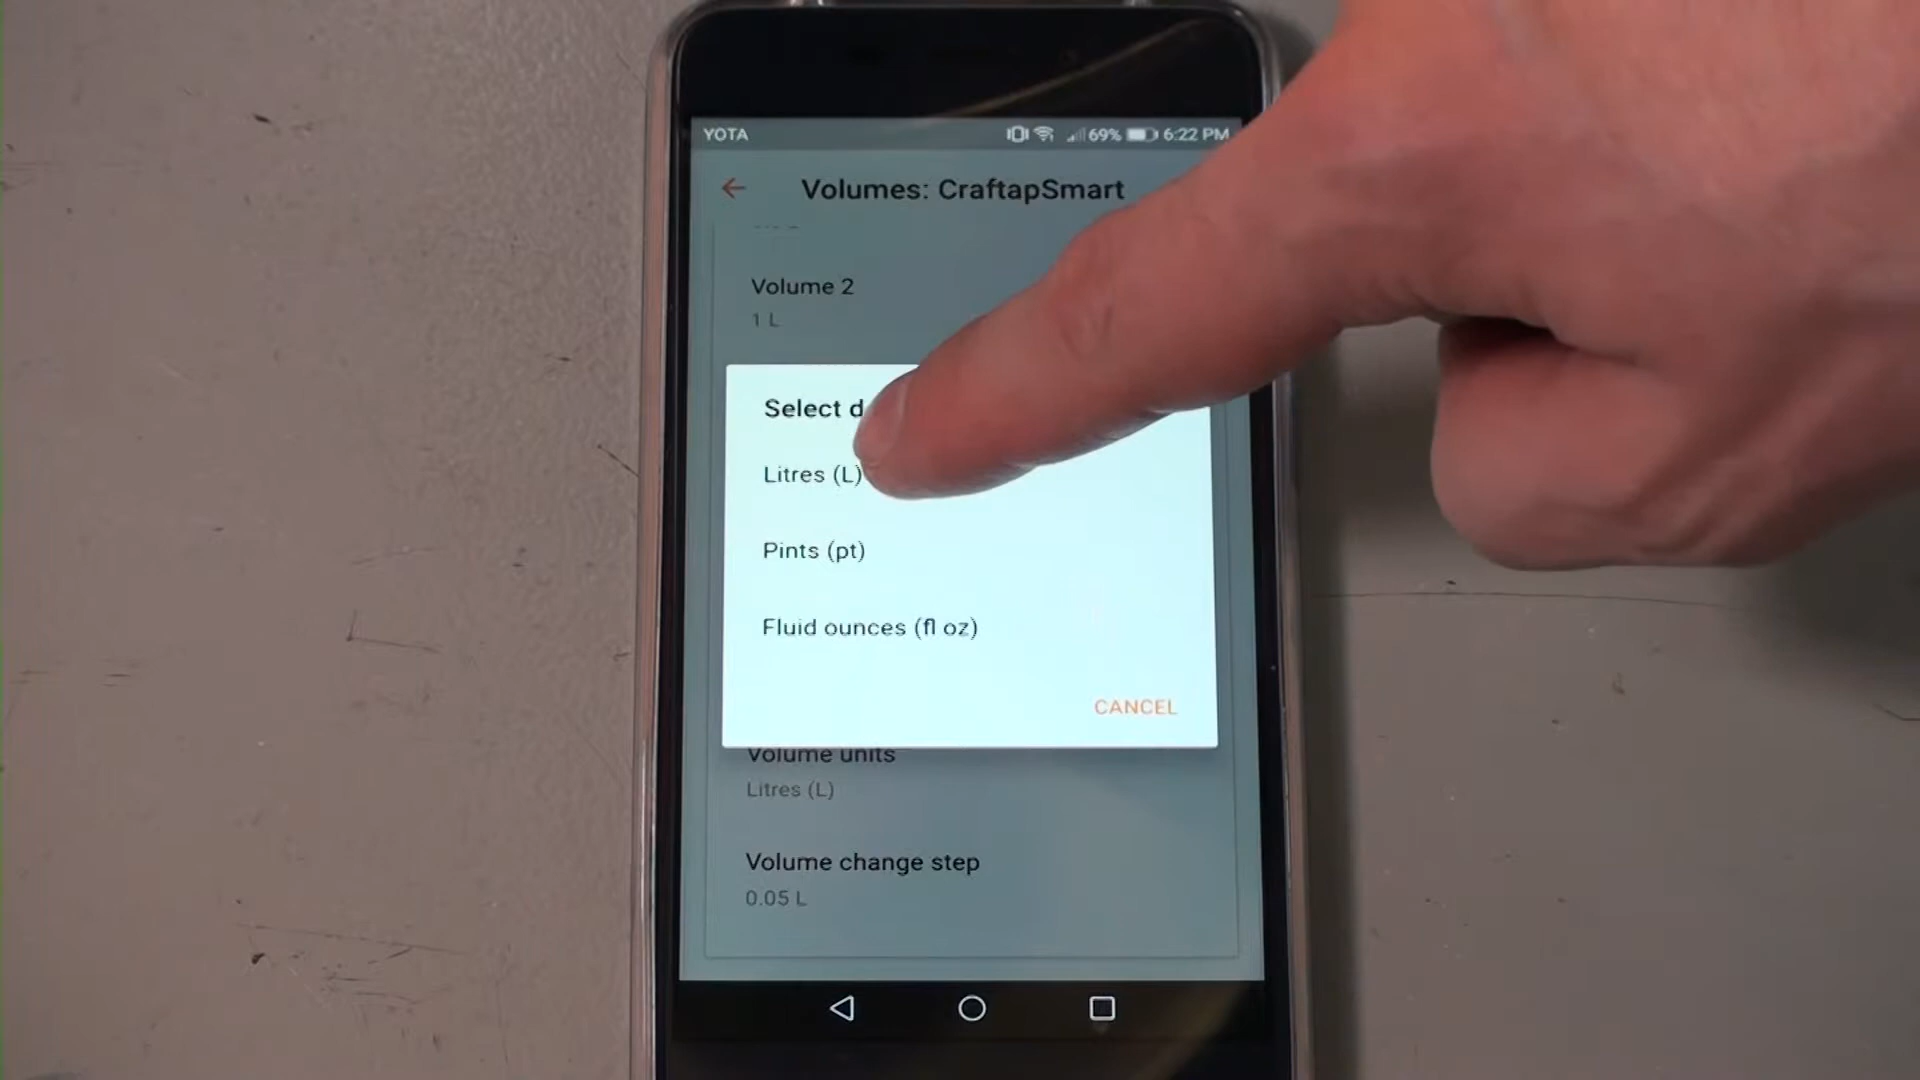 YOTA 69% 6:22 PM
Volumes: CraftapSmart
Volume 2
1 L
Select
Litres (L)
Pints (pt)
Fluid ounces (fl oz)
CANCEL
Volume units
Litres (L)
Volume change step
0.05 L